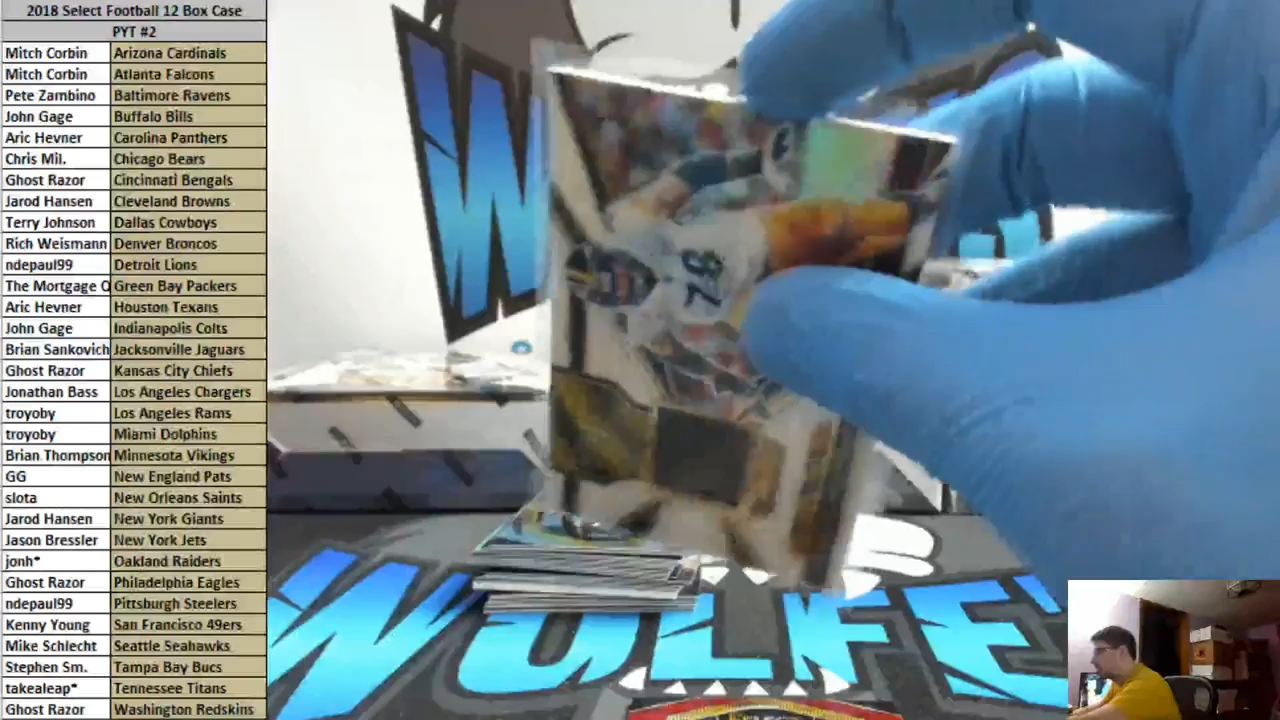 2018 Select Football 12 Box Case
PYT #2
Mitch Corbin Arizona Cardinals
Mitch Corbin Atlanta Falcons
Pete Zambino Baltimore Ravens
John Gage Buffalo Bills
Aric Hevner Carolina Panthers
Chris Mil. Chicago Bears
Ghost Razor Cincinnati Bengals
Jarod Hansen Cleveland Browns
Terry Johnson Dallas Cowboys
Rich Weismann Denver Broncos
ndepaul99 Detroit Lions
The Mortgage Green Bay Packers
Aric Hevner Houston Texans
John Gage Indianapolis Colts
Brian Sankovich Jacksonville Jaguars
Ghost Razor Kansas City Chiefs
Jonathan Bass Los Angeles Chargers
troyoby Los Angeles Rams
troyoby Miami Dolphins
Brian Thompson Minnesota Vikings
GG New England Pats
slota New Orleans Saints
Jarod Hansen New York Giants
Jason Bressler New York Jets
jonh* Oakland Raiders
Ghost Razor Philadelphia Eagles
ndepaul99 Pittsburgh Steelers
Kenny Young San Francisco 49ers
Mike Schlecht Seattle Seahawks
Stephen Sm. Tampa Bay Bucs
takealeap* Tennessee Titans
Ghost Razor Washington Redskins
W
82
WULFE'